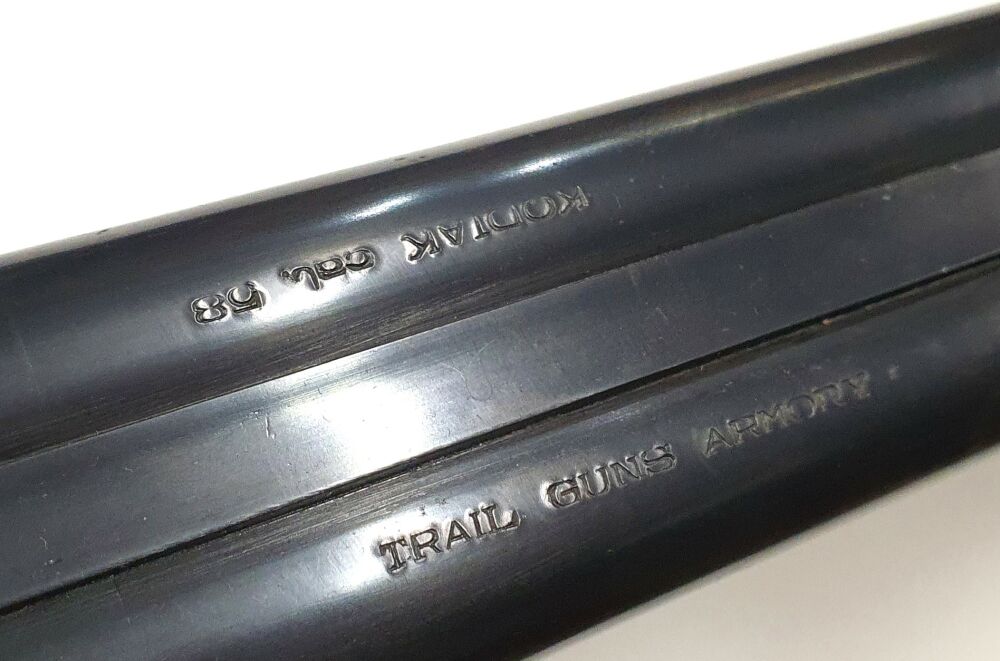 KODIAK Cal. 58
TRAIL GUNS ARMORY